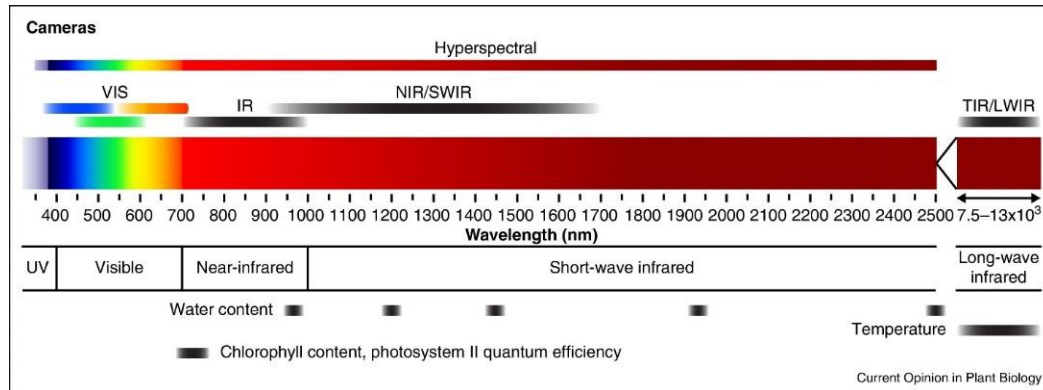 Cameras
Hyperspectral
VIS
IR
NIR/SWIR
TIR/LWIR
400 500 600 700 800 900 1000 1100 1200 1300 1400 1500 1600 1700 1800 1900 2000 2100 2200 2300 2400 2500 7.5–13x10³
Wavelength (nm)
UV Visible Near-infrared Short-wave infrared Long-wave
infrared
Water content
Temperature
Chlorophyll content, photosystem II quantum efficiency
Current Opinion in Plant Biology